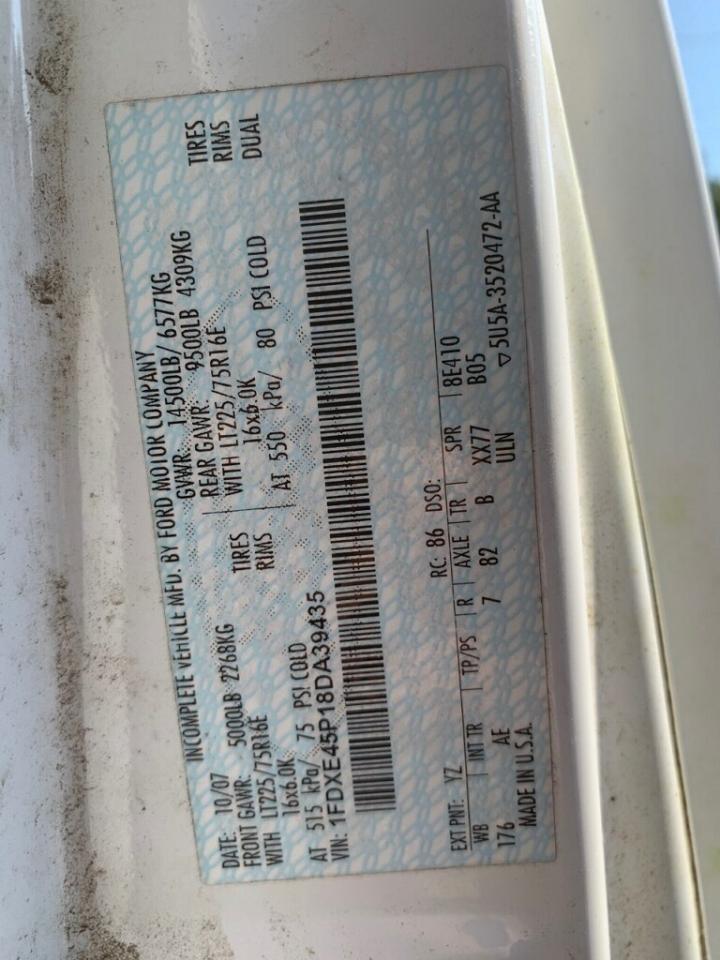 INCOMPLETE VEHICLE MFD. BY FORD MOTOR COMPANY
DATE: 10/07 GVWR: 14500LB/ 6577KG
FRONT GAWR: 5000LB 2268KG REAR GAWR: 9500LB 4309KG
WITH LT225/75R16E TIRES WITH LT225/75R16E TIRES
16x6.0K RIMS 16x6.0K RIMS
AT 515 kPa/ 75 PSI COLD AT 550 kPa/ 80 PSI COLD DUAL
VIN: 1FDXE45P18DA39435
EXT PNT: YZ RC: 86 DSO:
WB INT TR TP/PS R AXLE TR SPR 8E410
176 AE 7 82 B XX77 B05
MADE IN U.S.A. ULN ▽5U5A-3520472-AA